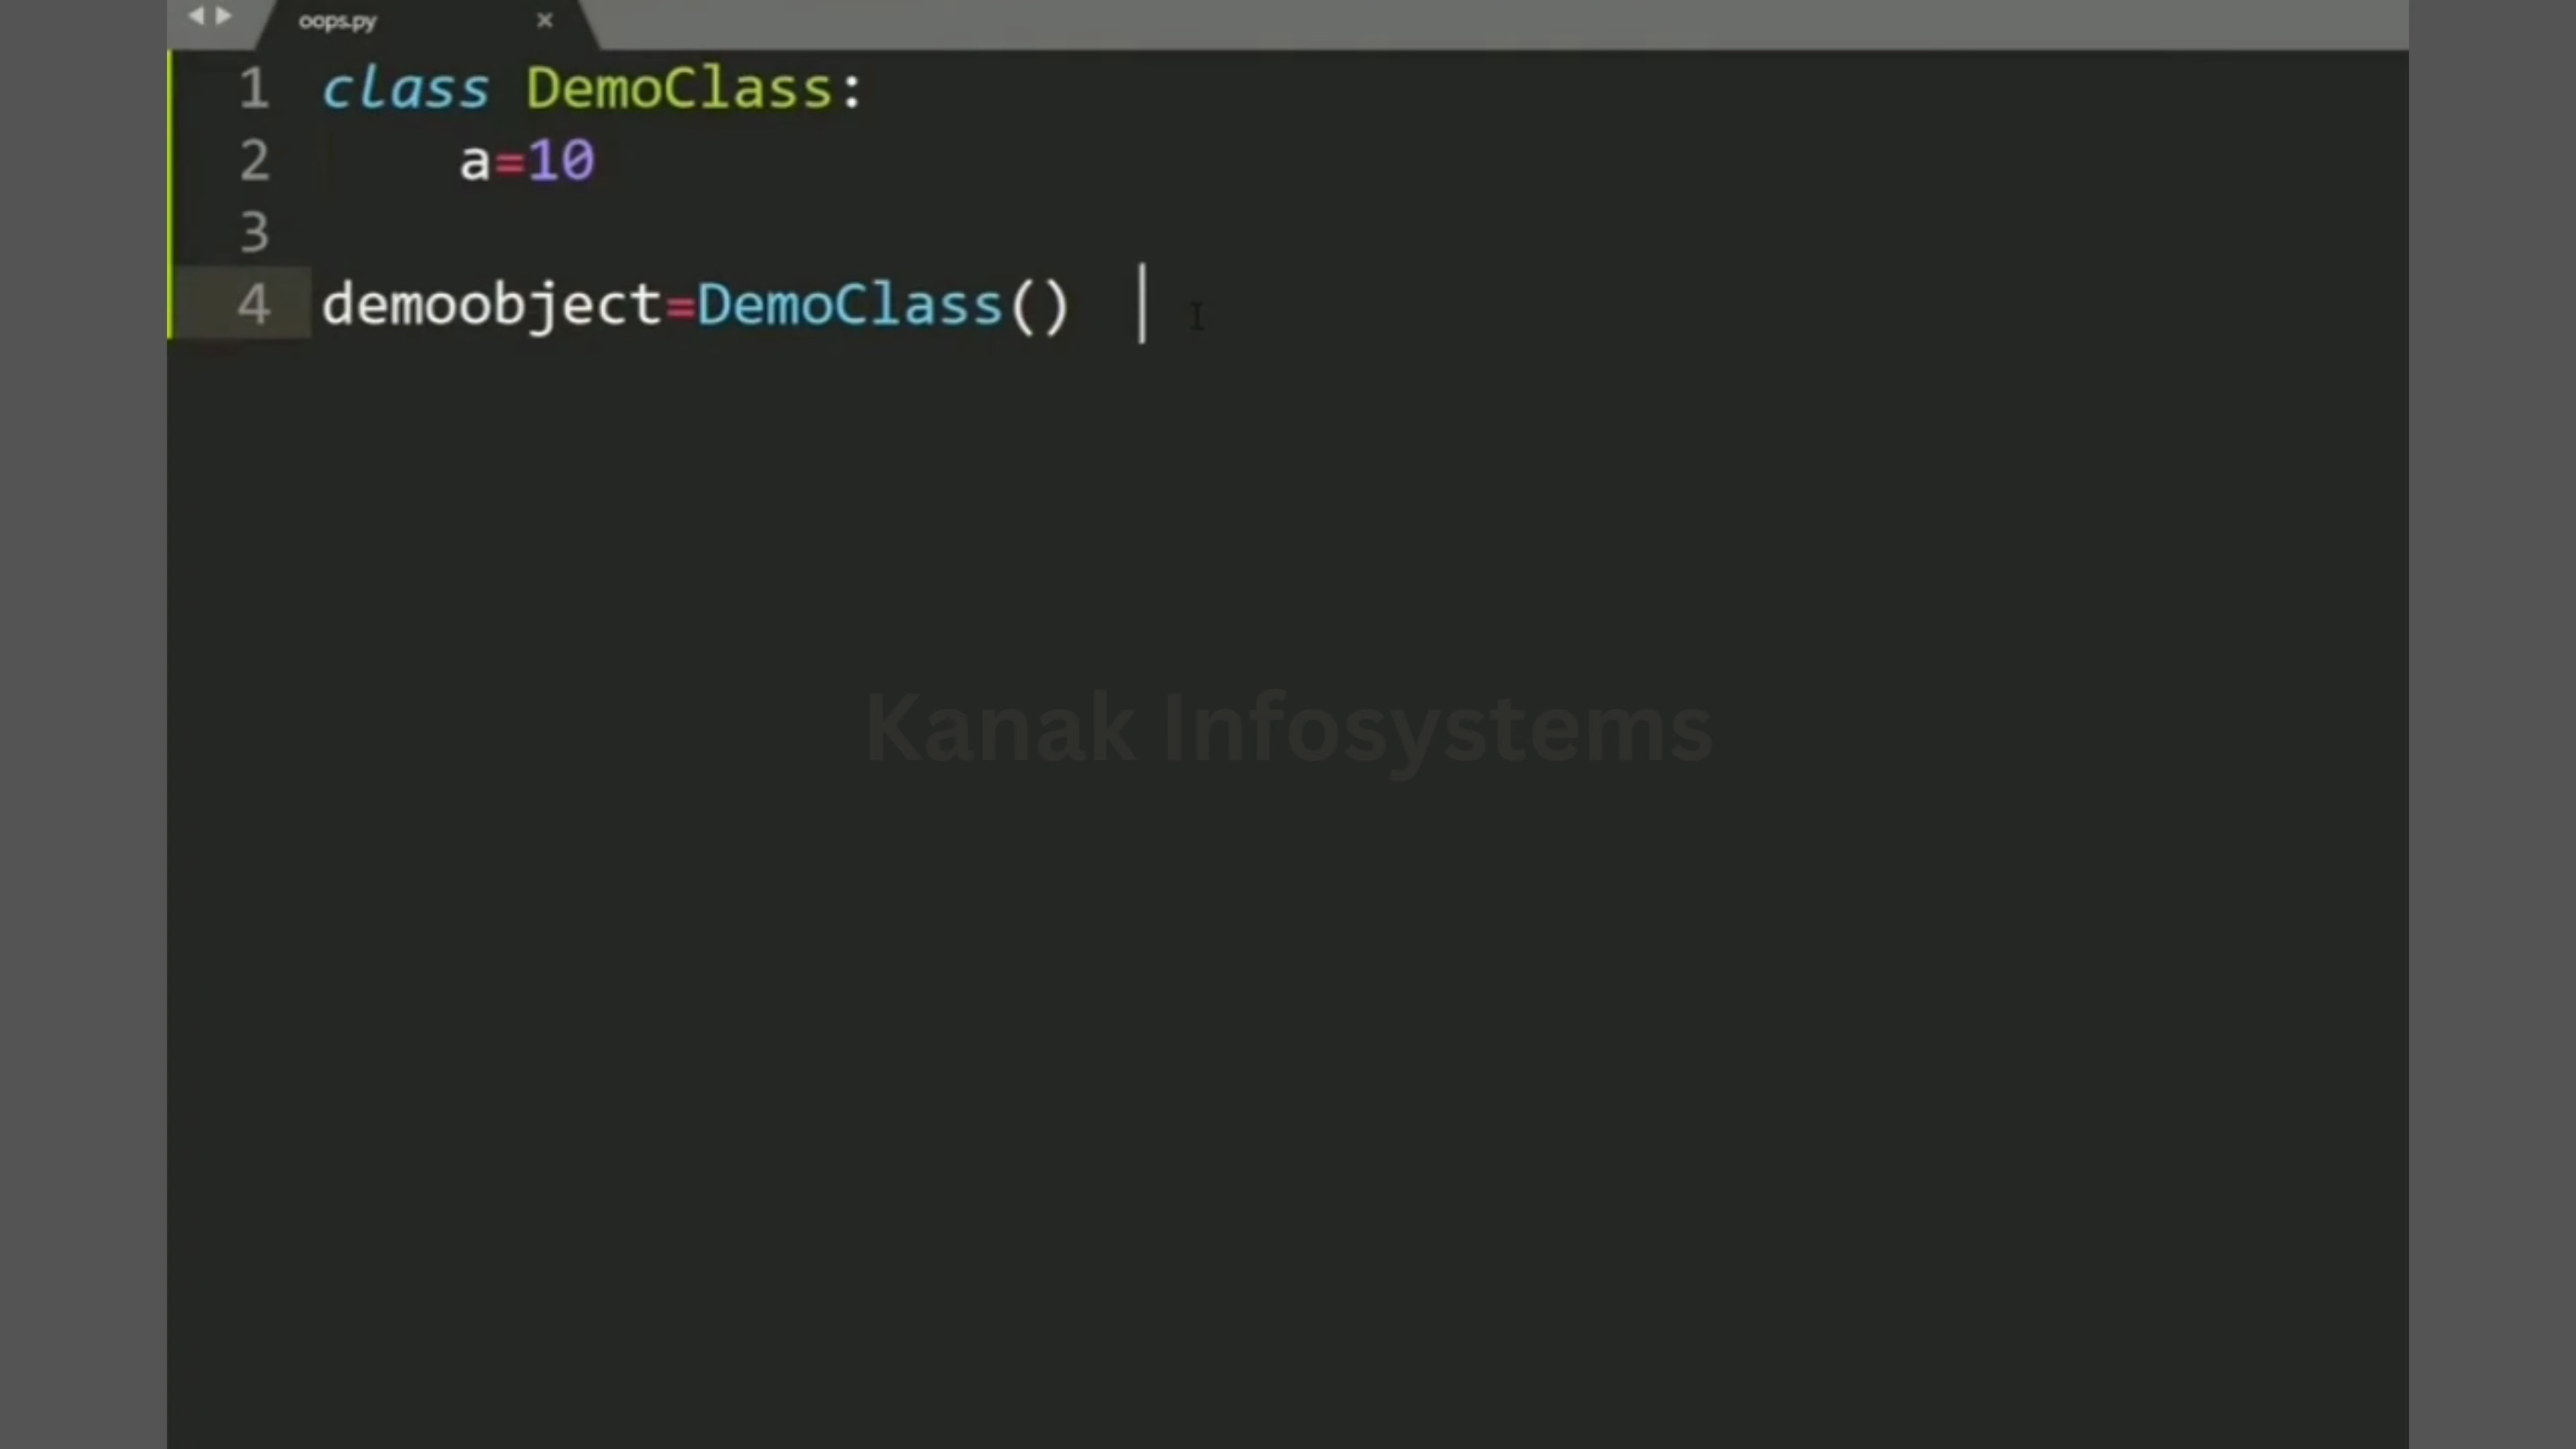 oops.py
1 class DemoClass:
2     a=10
3
4 demoobject=DemoClass()
Kanak Infosystems